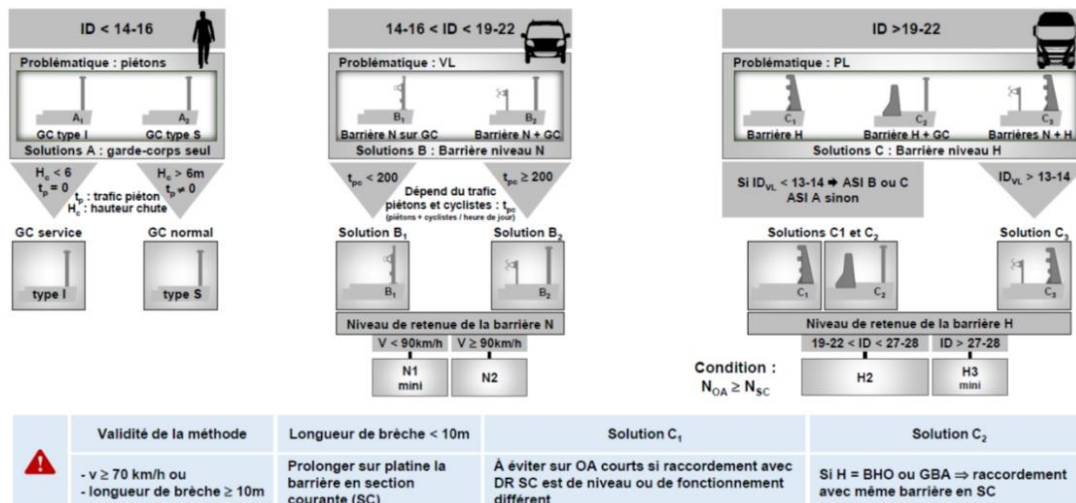 ID < 14-16
Problématique : piétons
A1
A2
GC type I
GC type S
Solutions A : garde-corps seul
Hc < 6
tp = 0
Hc > 6m
tp ≠ 0
tp : trafic piéton
Hc : hauteur chute
GC service
GC normal
type I
type S
14-16 < ID < 19-22
Problématique : VL
B1
B2
Barrière N sur GC
Barrière N + GC
Solutions B : Barrière niveau N
tpc < 200
tpc ≥ 200
Dépend du trafic
piétons et cyclistes : tpc
(piétons + cyclistes / heure de jour)
Solution B1
Solution B2
B1
B2
Niveau de retenue de la barrière N
V < 90km/h
V ≥ 90km/h
N1
mini
N2
ID >19-22
Problématique : PL
C1
C2
C3
Barrière H
Barrière H + GC
Barrières N + H
Solutions C : Barrière niveau H
Si IDVL < 13-14 ➡ ASI B ou C
ASI A sinon
IDVL > 13-14
Solutions C1 et C2
Solution C3
C1
C2
C3
Niveau de retenue de la barrière H
19-22 < ID < 27-28
ID > 27-28
Condition :
NOA ≥ NSC
H2
H3
mini
Validité de la méthode
Longueur de brèche < 10m
Solution C1
Solution C2
- v ≥ 70 km/h ou
- longueur de brèche ≥ 10m
Prolonger sur platine la
barrière en section
courante (SC)
À éviter sur OA courts si raccordement avec
DR SC est de niveau ou de fonctionnement
différent
Si H = BHO ou GBA ⇒ raccordement
avec même barrière en SC